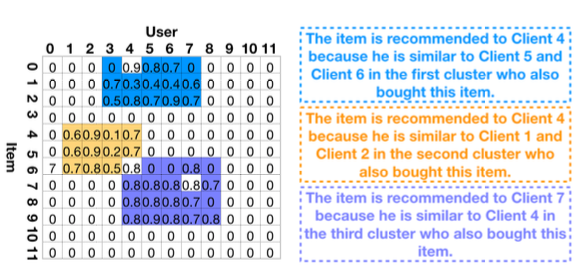 User
0 1 2 3 4 5 6 7 8 9 10 11
Item
0 0 0 0 0 0.9 0.8 0.7 0 0 0 0 0
1 0 0 0 0.7 0.3 0.4 0.4 0.6 0 0 0 0
2 0 0 0 0.5 0.8 0.7 0.9 0.7 0 0 0 0
3 0 0 0 0 0 0 0 0 0 0 0 0
4 0 0.6 0.9 0.1 0.7 0 0 0 0 0 0 0
5 0 0.6 0.9 0.2 0.7 0 0 0 0 0 0 0
6 7 0.7 0.8 0.5 0.8 0 0 0.8 0 0 0 0
7 0 0 0 0 0.8 0.8 0.8 0.8 0.7 0 0 0
8 0 0 0 0 0.8 0.8 0.8 0.7 0 0 0 0
9 0 0 0 0 0.8 0.9 0.8 0.7 0.8 0 0 0
10 0 0 0 0 0 0 0 0 0 0 0 0
11 0 0 0 0 0 0 0 0 0 0 0 0
The item is recommended to Client 4
because he is similar to Client 5 and
Client 6 in the first cluster who also
bought this item.
The item is recommended to Client 4
because he is similar to Client 1 and
Client 2 in the second cluster who
also bought this item.
The item is recommended to Client 7
because he is similar to Client 4 in
the third cluster who also bought this
item.